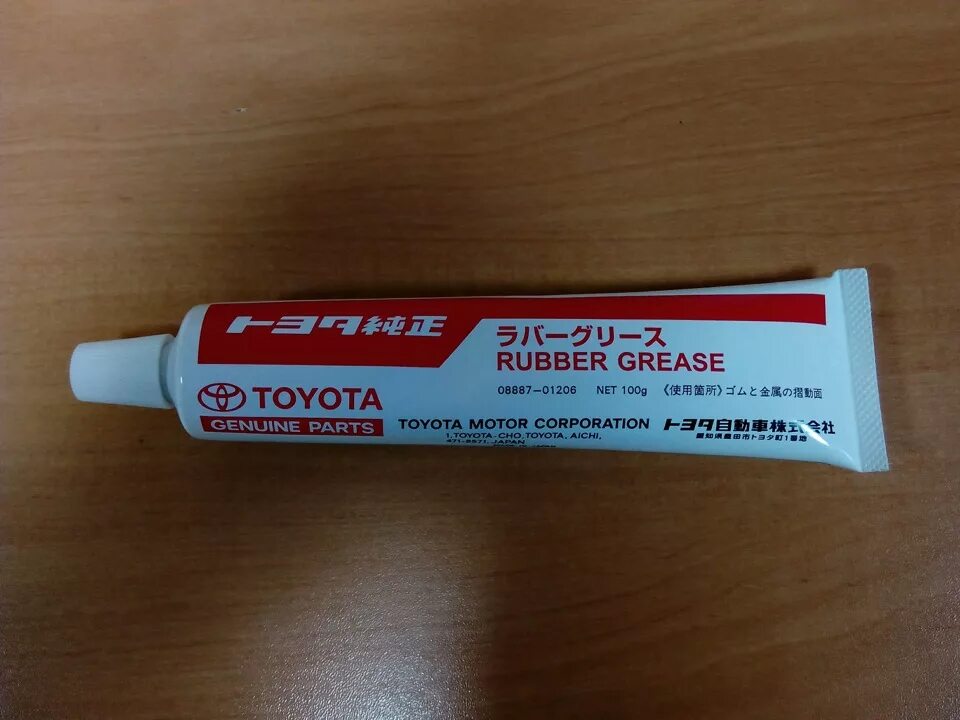 トヨタ純正
ラバーグリース
RUBBER GREASE
08887-01206 NET 100g 《使用箇所》ゴムと金属の摺動面
TOYOTA
GENUINE PARTS
TOYOTA MOTOR CORPORATION
1, TOYOTA-CHO, TOYOTA, AICHI,
471-8571, JAPAN
トヨタ自動車株式会社
愛知県豊田市トヨタ町1番地